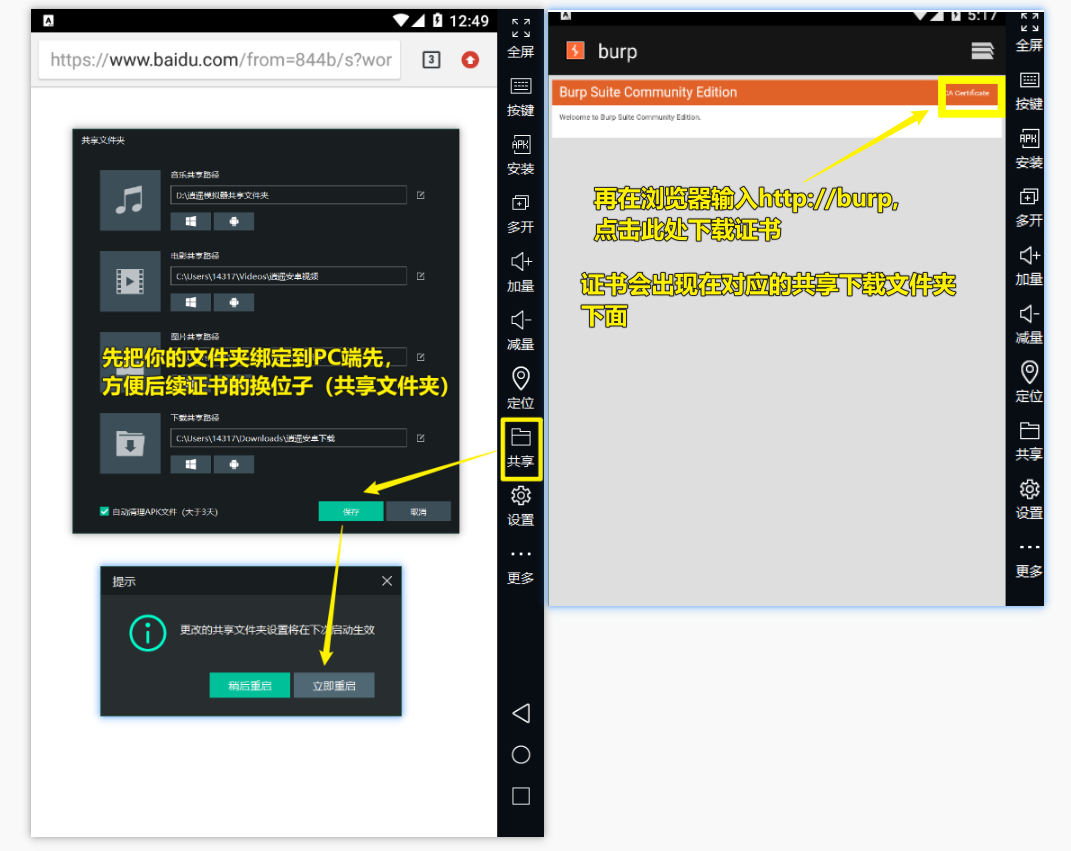 12:49
https://www.baidu.com/from=844b/s?wor
3
共享文件夹
音乐共享路径
D:\逍遥模拟器共享文件夹
电影共享路径
C:\Users\14317\Videos\逍遥安卓视频
图片共享路径
先把你的文件夹绑定到PC端先，
方便后续证书的换位子（共享文件夹）
下载共享路径
C:\Users\14317\Downloads\逍遥安卓下载
自动清理APK文件（大于3天）
保存
取消
提示
更改的共享文件夹设置将在下次启动生效
稍后重启
立即重启
全屏
按键
APK
安装
多开
加量
减量
定位
共享
设置
更多
5:17
burp
Burp Suite Community Edition
CA Certificate
Welcome to Burp Suite Community Edition.
再在浏览器输入http://burp,
点击此处下载证书
证书会出现在对应的共享下载文件夹
下面
全屏
按键
APK
安装
多开
加量
减量
定位
共享
设置
更多